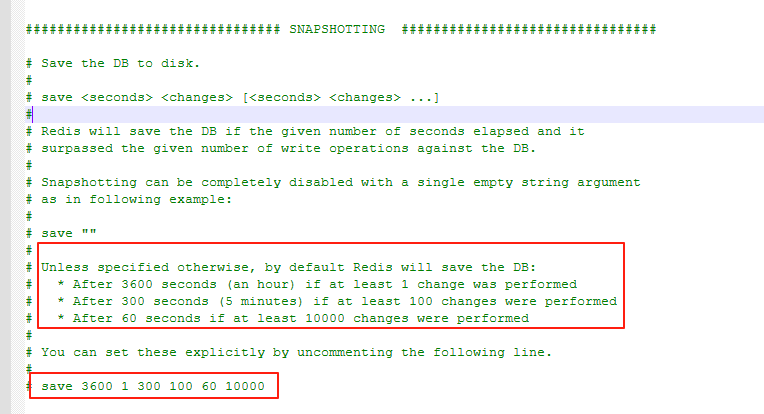 ################################ SNAPSHOTTING  ################################
# Save the DB to disk.
#
# save <seconds> <changes> [<seconds> <changes> ...]
#
# Redis will save the DB if the given number of seconds elapsed and it
# surpassed the given number of write operations against the DB.
#
# Snapshotting can be completely disabled with a single empty string argument
# as in following example:
#
# save ""
#
# Unless specified otherwise, by default Redis will save the DB:
#   * After 3600 seconds (an hour) if at least 1 change was performed
#   * After 300 seconds (5 minutes) if at least 100 changes were performed
#   * After 60 seconds if at least 10000 changes were performed
#
# You can set these explicitly by uncommenting the following line.
#
# save 3600 1 300 100 60 10000